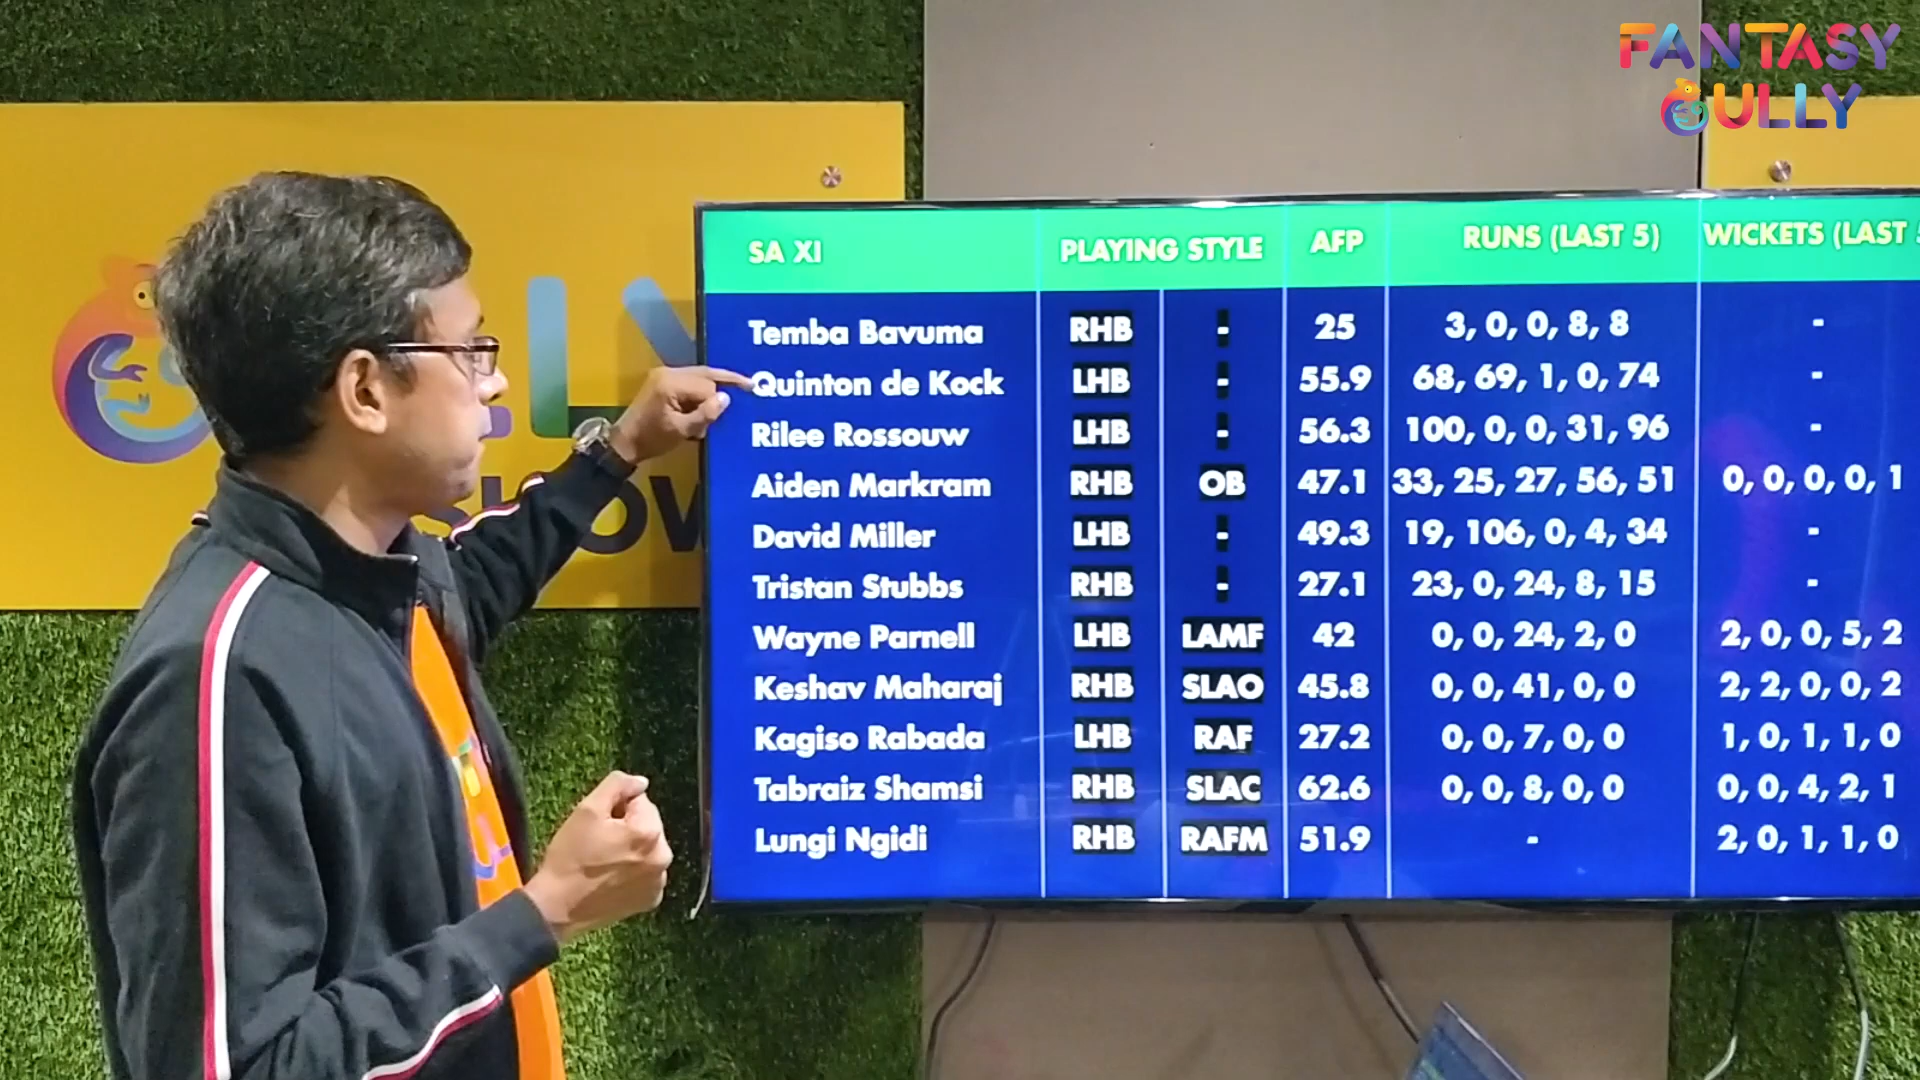 FANTASY
GULLY
LLY
SHOW
SA XI PLAYING STYLE AFP RUNS (LAST 5) WICKETS (LAST 5
Temba Bavuma RHB - 25 3, 0, 0, 8, 8 -
Quinton de Kock LHB - 55.9 68, 69, 1, 0, 74 -
Rilee Rossouw LHB - 56.3 100, 0, 0, 31, 96 -
Aiden Markram RHB OB 47.1 33, 25, 27, 56, 51 0, 0, 0, 0, 1
David Miller LHB - 49.3 19, 106, 0, 4, 34 -
Tristan Stubbs RHB - 27.1 23, 0, 24, 8, 15 -
Wayne Parnell LHB LAMF 42 0, 0, 24, 2, 0 2, 0, 0, 5, 2
Keshav Maharaj RHB SLAO 45.8 0, 0, 41, 0, 0 2, 2, 0, 0, 2
Kagiso Rabada LHB RAF 27.2 0, 0, 7, 0, 0 1, 0, 1, 1, 0
Tabraiz Shamsi RHB SLAC 62.6 0, 0, 8, 0, 0 0, 0, 4, 2, 1
Lungi Ngidi RHB RAFM 51.9 - 2, 0, 1, 1, 0